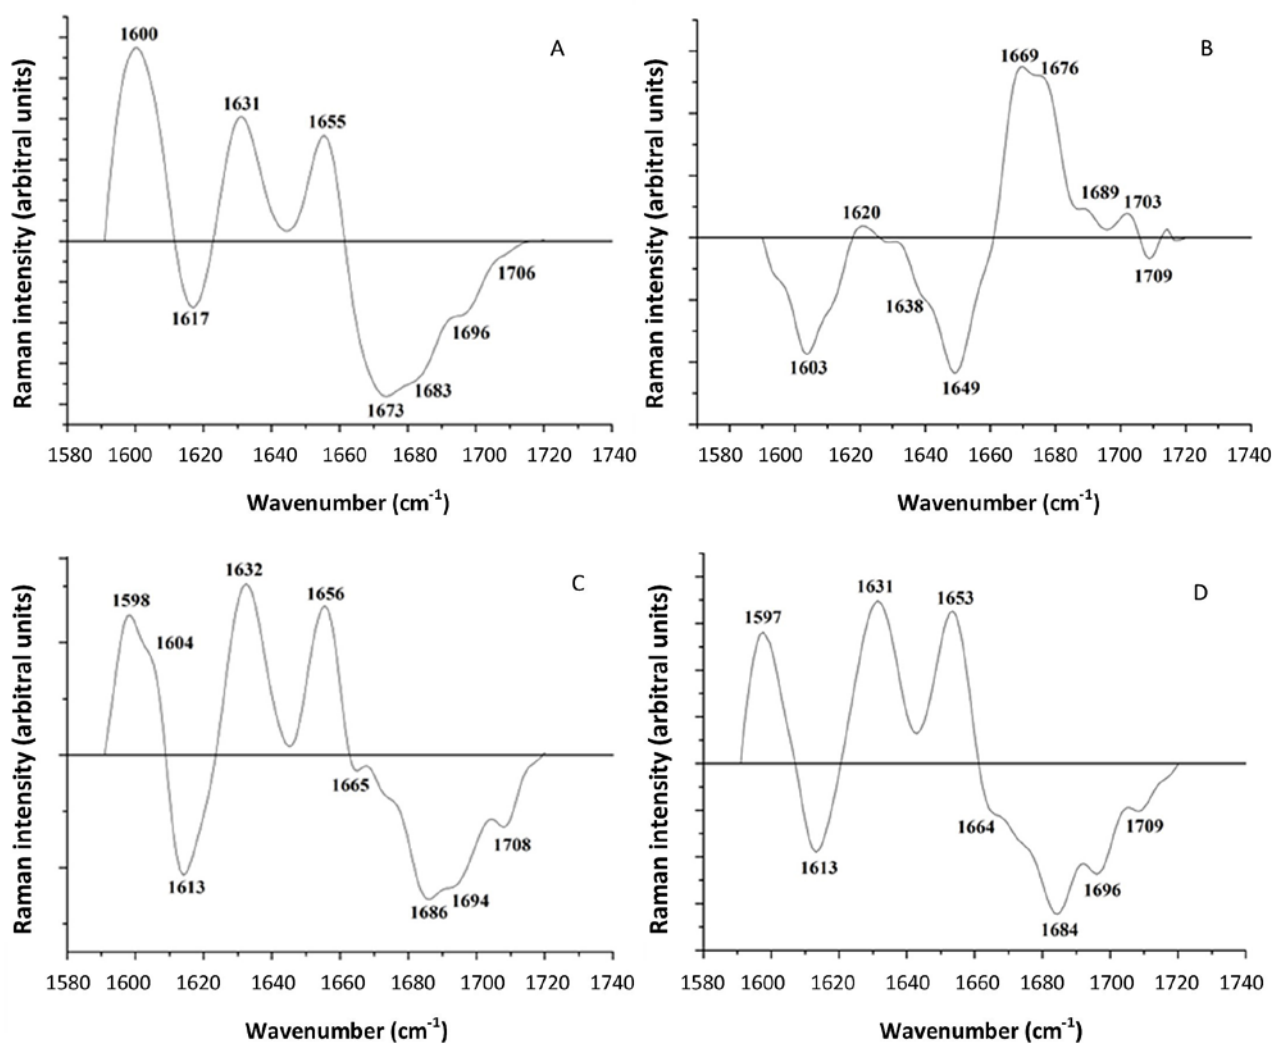 A
Raman intensity (arbitral units)
1600
1631
1655
1617
1706
1696
1683
1673
1580 1600 1620 1640 1660 1680 1700 1720 1740
Wavenumber (cm-1)
B
Raman intensity (arbitral units)
1669
1676
1689
1703
1620
1709
1638
1603
1649
1580 1600 1620 1640 1660 1680 1700 1720 1740
Wavenumber (cm-1)
C
Raman intensity (arbitral units)
1632
1598
1656
1604
1665
1708
1613
1694
1686
1580 1600 1620 1640 1660 1680 1700 1720 1740
Wavenumber (cm-1)
D
Raman intensity (arbitral units)
1631
1653
1597
1664
1709
1613
1696
1684
1580 1600 1620 1640 1660 1680 1700 1720 1740
Wavenumber (cm-1)